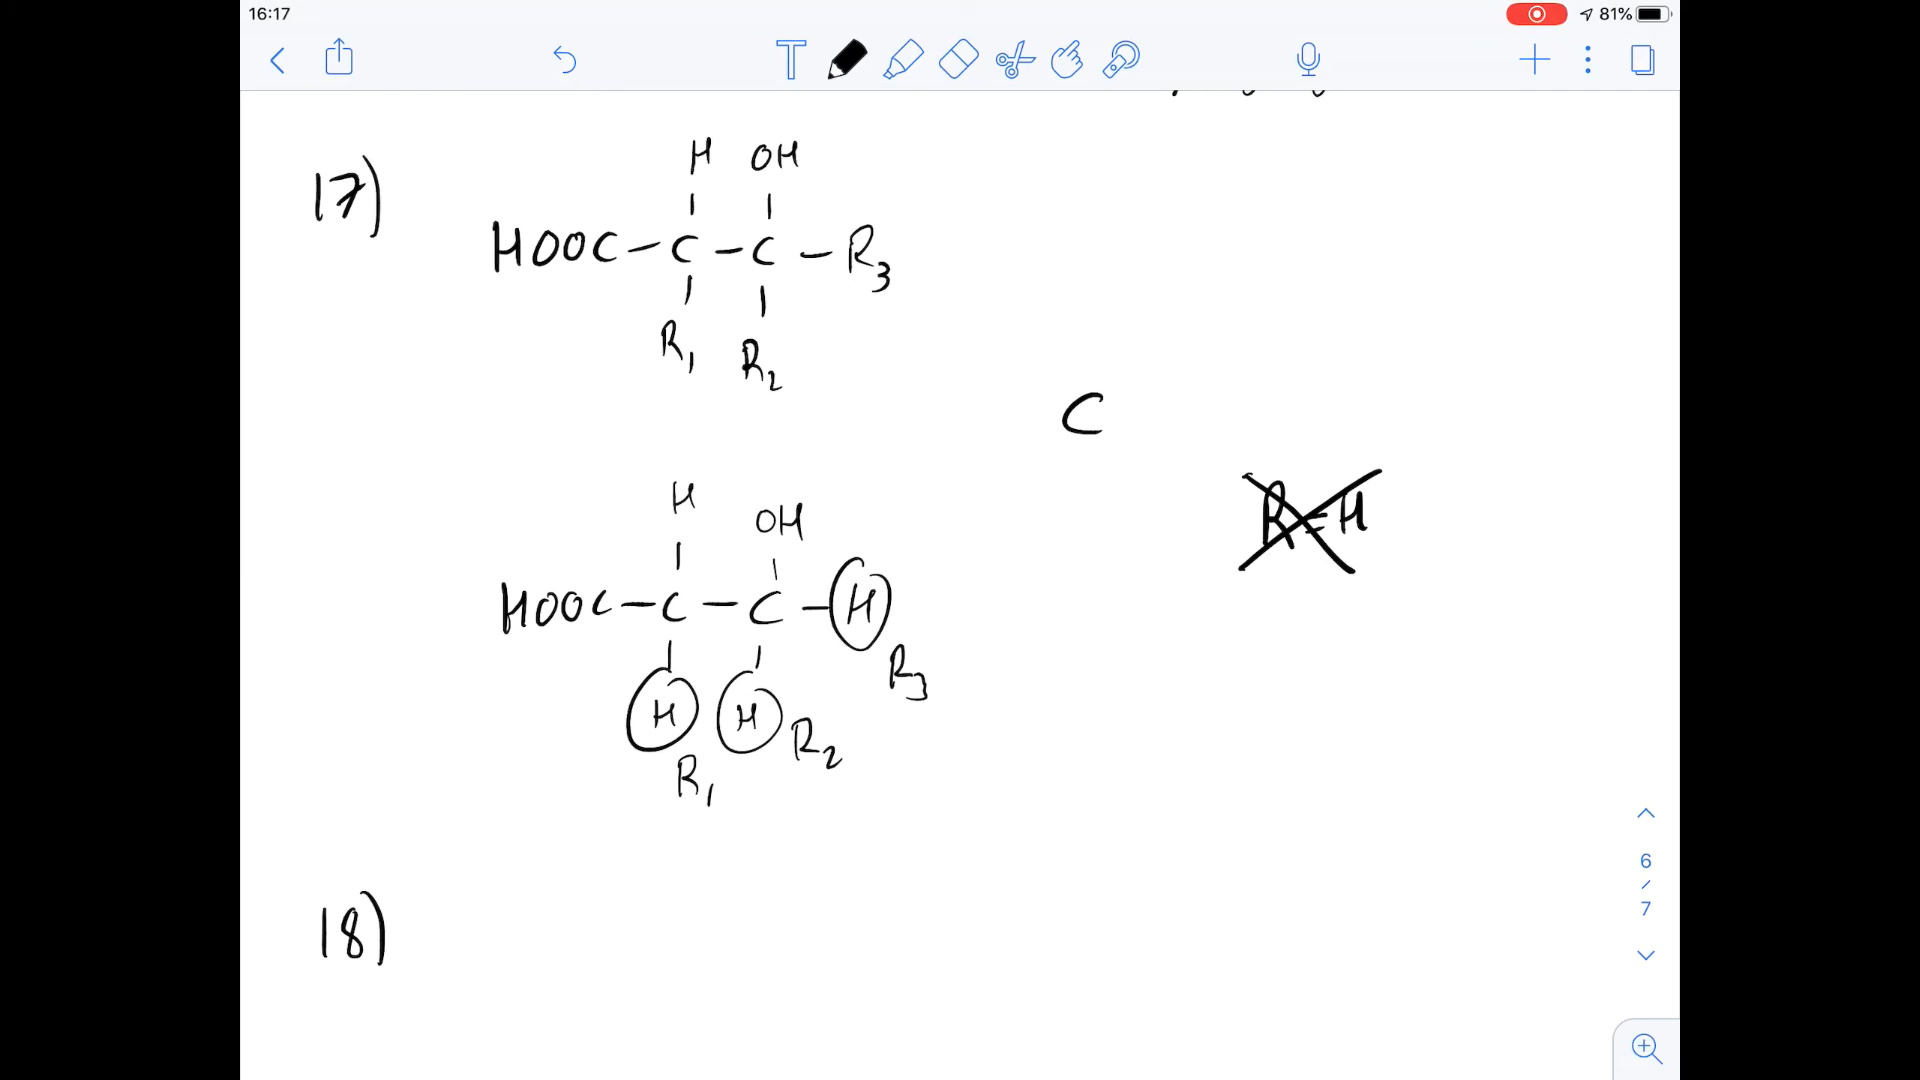 16:17
81%
T
17)
H OH
HOOC - C - C - R3
R1 R2
C
H OH
R = H
HOOC - C - C - H
R3
H H R2
R1
6
/
7
18)